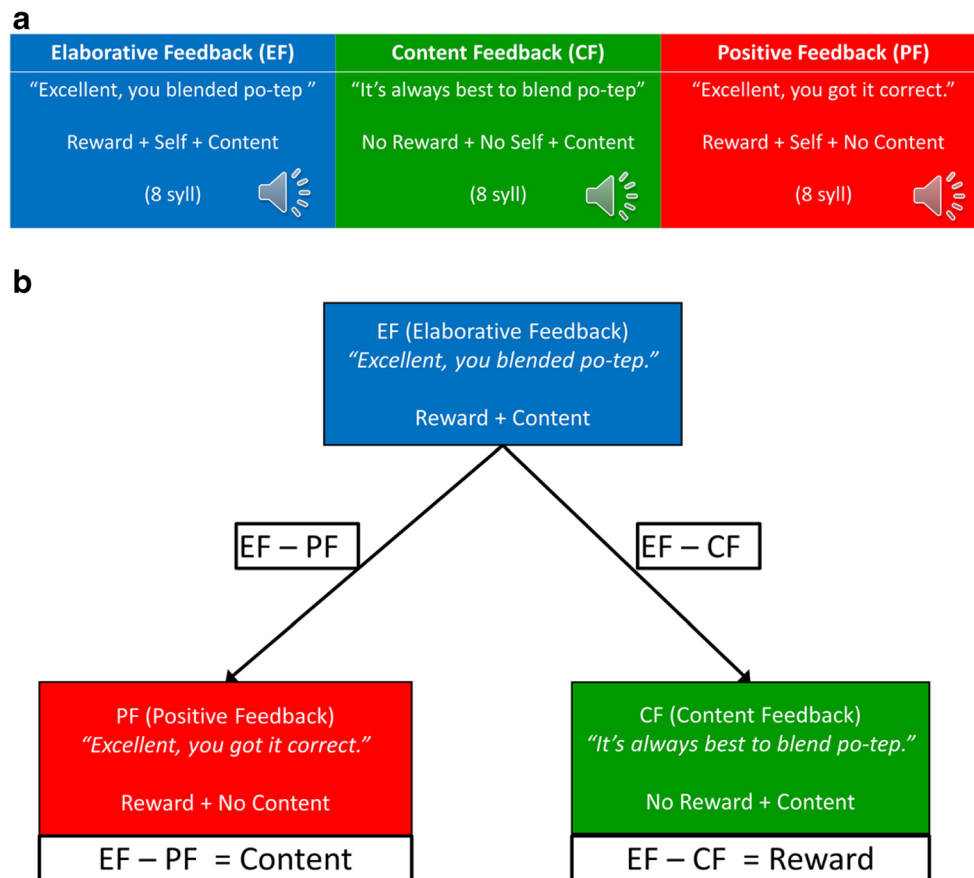 a
Elaborative Feedback (EF)
Content Feedback (CF)
Positive Feedback (PF)
“Excellent, you blended po-tep ”
“It’s always best to blend po-tep”
“Excellent, you got it correct.”
Reward + Self + Content
No Reward + No Self + Content
Reward + Self + No Content
(8 syll)
(8 syll)
(8 syll)
b
EF (Elaborative Feedback)
“Excellent, you blended po-tep.”
Reward + Content
EF – PF
EF – CF
PF (Positive Feedback)
“Excellent, you got it correct.”
Reward + No Content
EF – PF = Content
CF (Content Feedback)
“It’s always best to blend po-tep.”
No Reward + Content
EF – CF = Reward